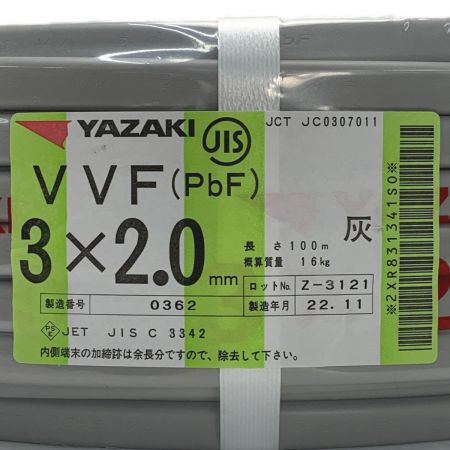 YAZAKI JIS JCT JC0307011
VVF(PbF)
3×2.0mm
長さ 100m
概算質量 16kg
灰
ロットNo. Z-3121
製造番号 0362 製造年月 22.11
PSE JET JIS C 3342
内側端末の加締跡は余長分ですので、除去して下さい。
※2XR831341S0※